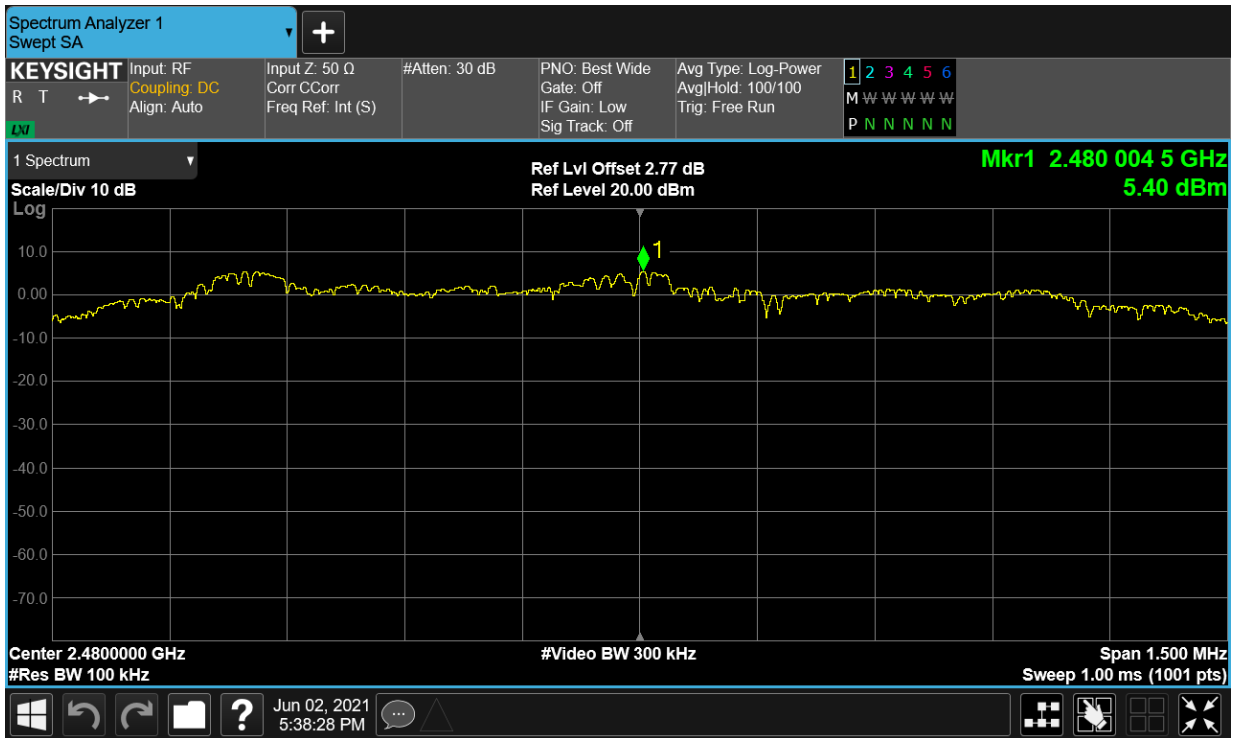 Spectrum Analyzer 1
Swept SA
KEYSIGHT
R T
LXI
Input: RF
Coupling: DC
Align: Auto
Input Z: 50 Ω
Corr CCorr
Freq Ref: Int (S)
#Atten: 30 dB
PNO: Best Wide
Gate: Off
IF Gain: Low
Sig Track: Off
Avg Type: Log-Power
Avg|Hold: 100/100
Trig: Free Run
1 2 3 4 5 6
M W W W W W
P N N N N N
1 Spectrum
Scale/Div 10 dB
Log
Ref Lvl Offset 2.77 dB
Ref Level 20.00 dBm
Mkr1 2.480 004 5 GHz
5.40 dBm
1
10.0
0.00
-10.0
-20.0
-30.0
-40.0
-50.0
-60.0
-70.0
Center 2.4800000 GHz
#Res BW 100 kHz
#Video BW 300 kHz
Span 1.500 MHz
Sweep 1.00 ms (1001 pts)
?
Jun 02, 2021
5:38:28 PM